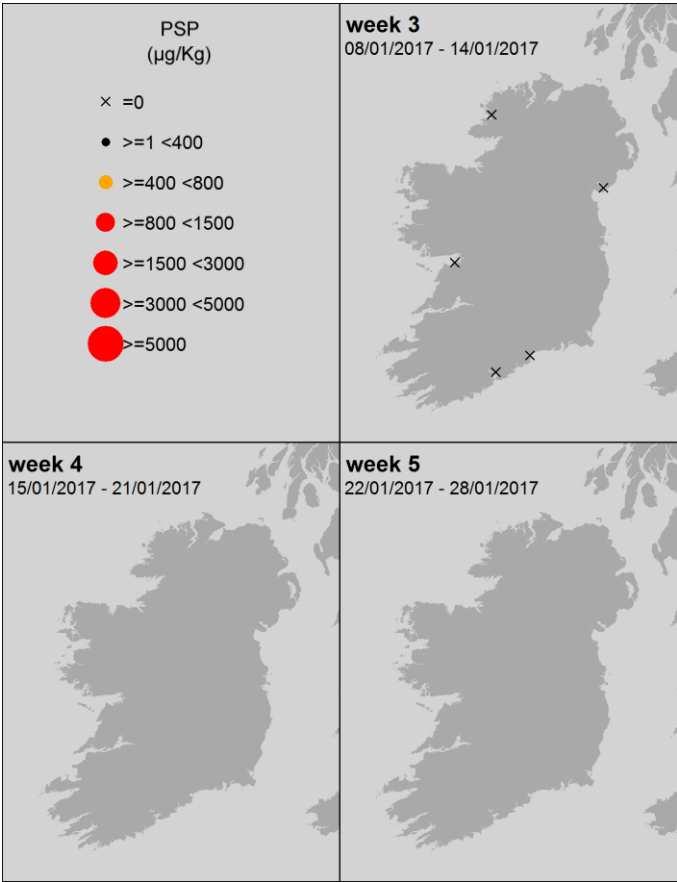 PSP
(µg/Kg)
=0
>=1 <400
>=400 <800
>=800 <1500
>=1500 <3000
>=3000 <5000
>=5000
week 3
08/01/2017 - 14/01/2017
week 4
15/01/2017 - 21/01/2017
week 5
22/01/2017 - 28/01/2017